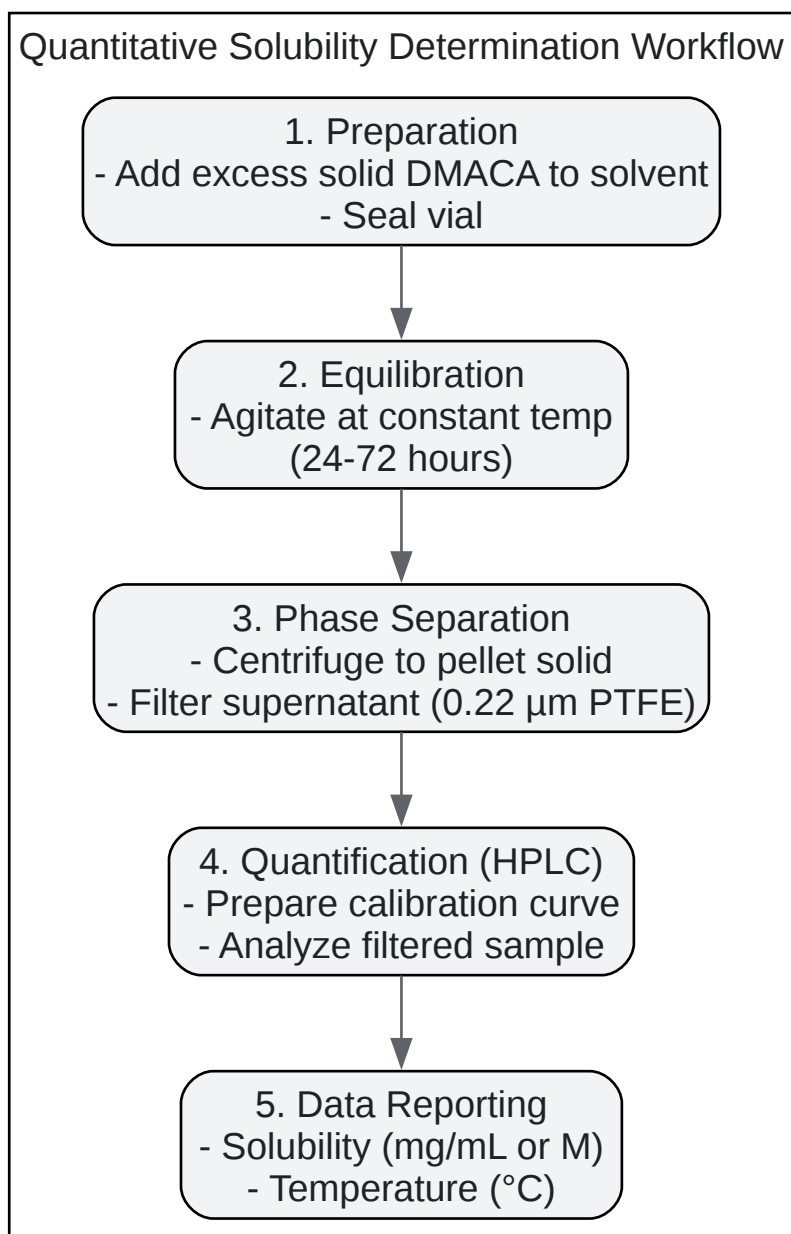 Quantitative Solubility Determination Workflow
1. Preparation
- Add excess solid DMACA to solvent
- Seal vial
2. Equilibration
- Agitate at constant temp
(24-72 hours)
3. Phase Separation
- Centrifuge to pellet solid
- Filter supernatant (0.22 µm PTFE)
4. Quantification (HPLC)
- Prepare calibration curve
- Analyze filtered sample
5. Data Reporting
- Solubility (mg/mL or M)
- Temperature (°C)